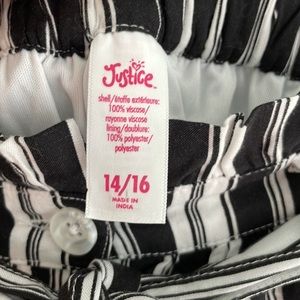 Justice
shell/étoffe extérieure:
100% viscose/
rayonne viscose
lining/doublure:
100% polyester/
polyester
14/16
MADE IN
INDIA